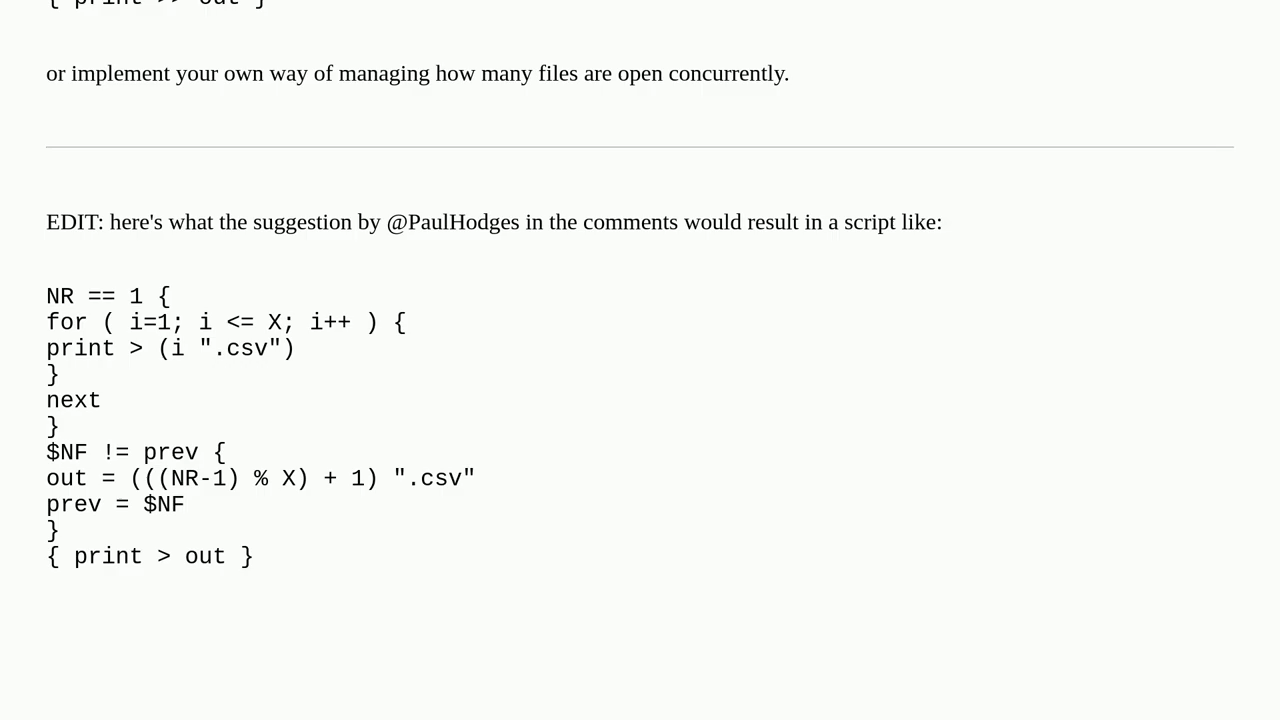 { print >> out }
or implement your own way of managing how many files are open concurrently.
EDIT: here's what the suggestion by @PaulHodges in the comments would result in a script like:
NR == 1 {
for ( i=1; i <= X; i++ ) {
print > (i ".csv")
}
next
}
$NF != prev {
out = (((NR-1) % X) + 1) ".csv"
prev = $NF
}
{ print > out }